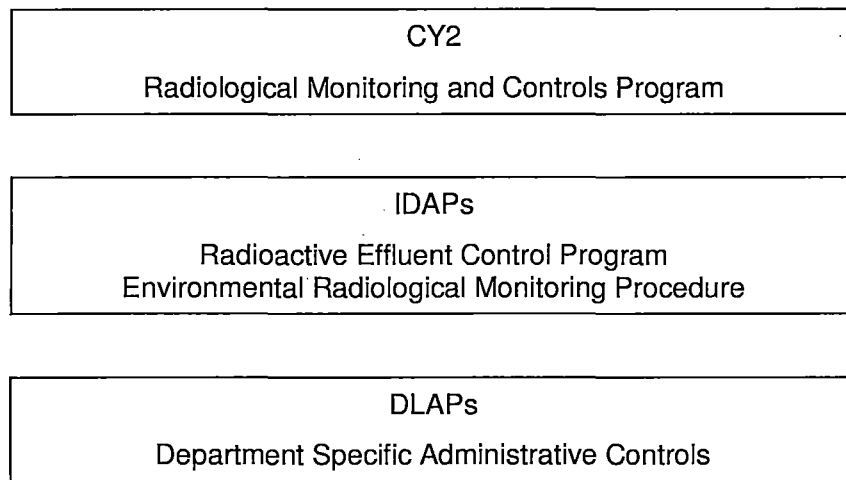 CY2
Radiological Monitoring and Controls Program
IDAPs
Radioactive Effluent Control Program
Environmental Radiological Monitoring Procedure
DLAPs
Department Specific Administrative Controls